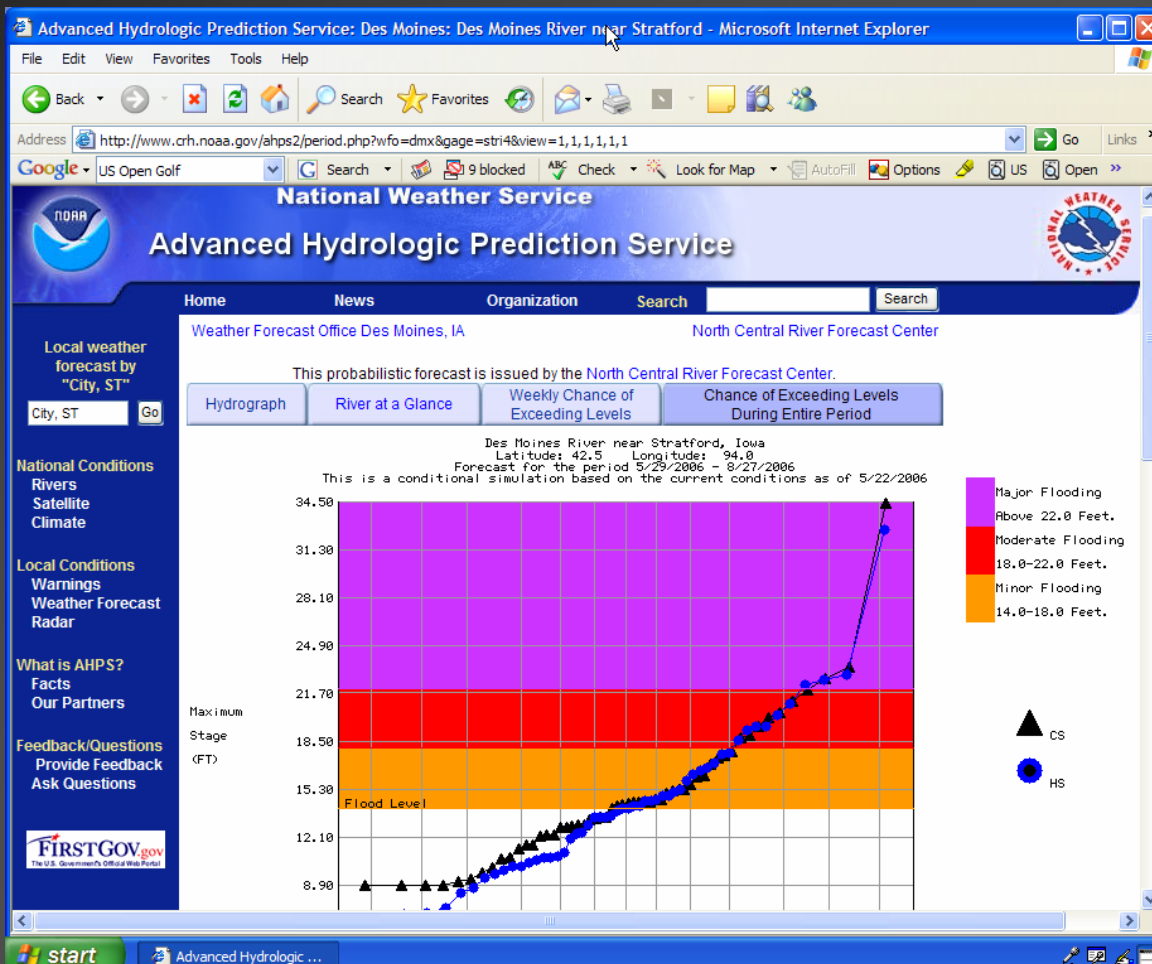 Advanced Hydrologic Prediction Service: Des Moines: Des Moines River near Stratford - Microsoft Internet Explorer
File Edit View Favorites Tools Help
Back Search Favorites
Address http://www.crh.noaa.gov/ahps2/period.php?wfo=dmx&gage=stri4&view=1,1,1,1,1,1 Go Links
Google US Open Golf G Search 9 blocked ABC Check Look for Map AutoFill Options US Open
NOAA
National Weather Service
Advanced Hydrologic Prediction Service
NATIONAL WEATHER SERVICE
Home News Organization Search Search
Weather Forecast Office Des Moines, IA North Central River Forecast Center
Local weather
forecast by
"City, ST"
City, ST Go
National Conditions
Rivers
Satellite
Climate
Local Conditions
Warnings
Weather Forecast
Radar
What is AHPS?
Facts
Our Partners
Feedback/Questions
Provide Feedback
Ask Questions
FIRSTGOV.gov
The U.S. Government's Official Web Portal
This probabilistic forecast is issued by the North Central River Forecast Center.
Hydrograph
River at a Glance
Weekly Chance of
Exceeding Levels
Chance of Exceeding Levels
During Entire Period
Des Moines River near Stratford, Iowa
Latitude: 42.5 Longitude: 94.0
Forecast for the period 5/29/2006 - 8/27/2006
This is a conditional simulation based on the current conditions as of 5/22/2006
34.50
31.30
28.10
24.90
21.70
18.50
15.30
12.10
8.90
Maximum
Stage
(FT)
Flood Level
Major Flooding
Above 22.0 Feet.
Moderate Flooding
18.0-22.0 Feet.
Minor Flooding
14.0-18.0 Feet.
CS
HS
start Advanced Hydrologic ...